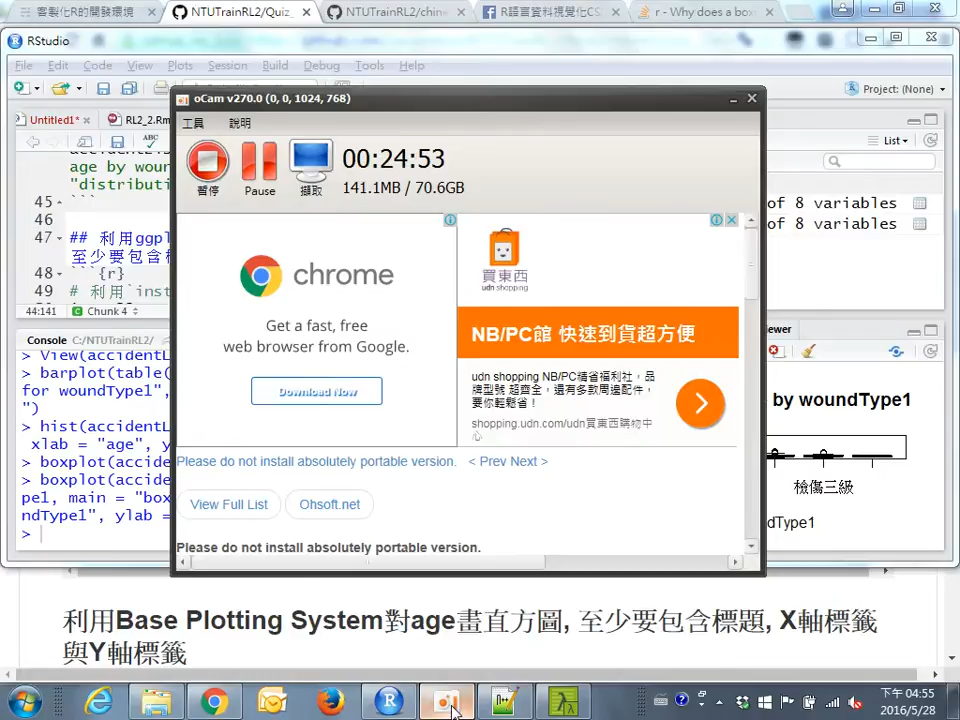 客製化R的開發環境
NTUTrainRL2/Quiz_
NTUTrainRL2/chine
R語言資料視覺化CS
r - Why does a box
RStudio
File Edit Code View Plots Session Build Debug Tools Help
Project: (None)
oCam v270.0 (0, 0, 1024, 768)
工具 說明
暫停
Pause
擷取
00:24:53
141.1MB / 70.6GB
Untitled1*
RL2_2.Rm
ABC
List
age by wound
"distributi
45
```
46
47
## 利用ggpl
至少要包含標
48
```{r}
49
# 利用`inst
44:141
Chunk 4
of 8 variables
of 8 variables
chrome
Get a fast, free
web browser from Google.
Download Now
買東西
udn shopping
NB/PC館 快速到貨超方便
udn shopping NB/PC精省福利社，品
牌型號 超齊全，還有多款周邊配件，
要你輕鬆省！
shopping.udn.com/udn買東西購物中
心
Please do not install absolutely portable version.
< Prev Next >
View Full List
Ohsoft.net
Please do not install absolutely portable version.
Console C:/NTUTrainRL2/
> View(accidentL
> barplot(table(
for woundType1",
")
> hist(accidentL
xlab = "age", y
> boxplot(accide
> boxplot(accide
pe1, main = "box
ndType1", ylab =
>
iewer
by woundType1
檢傷三級
dType1
利用Base Plotting System對age畫直方圖, 至少要包含標題, X軸標籤
與Y軸標籤
下午 04:55
2016/5/28